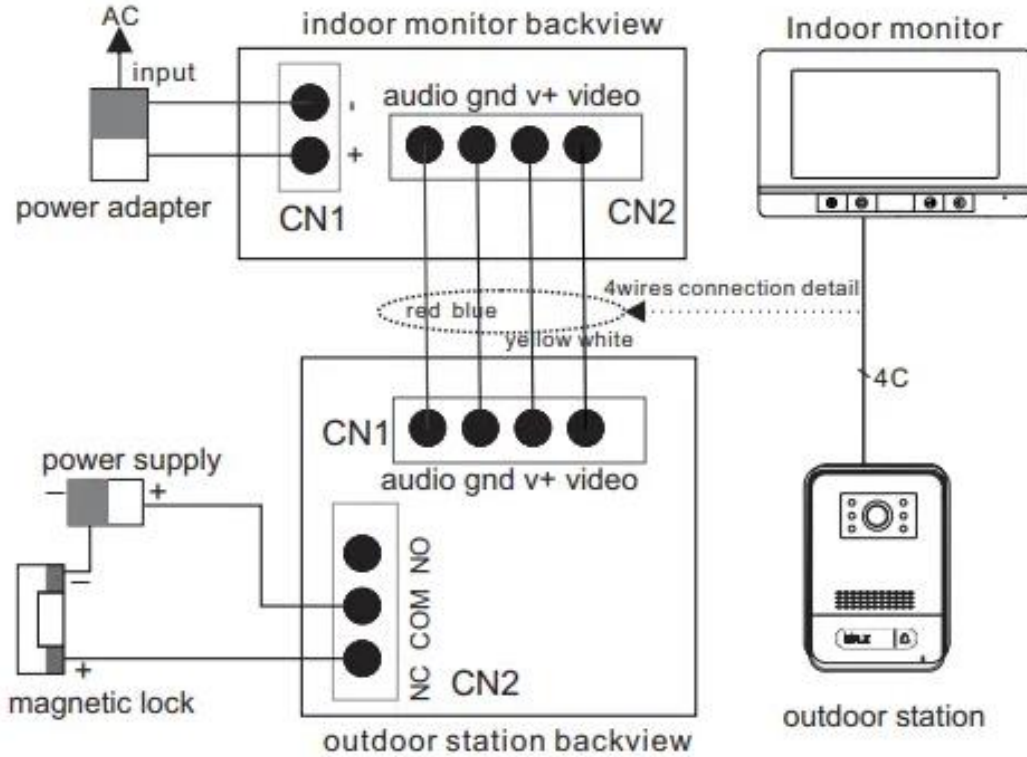 AC
indoor monitor backview
Indoor monitor
input
audio gnd v+ video
-
+
power adapter
CN1
CN2
4wires connection detail
red blue
yellow white
4C
CN1
audio gnd v+ video
power supply
− +
NO
COM
NC
−
+
CN2
magnetic lock
outdoor station backview
outdoor station